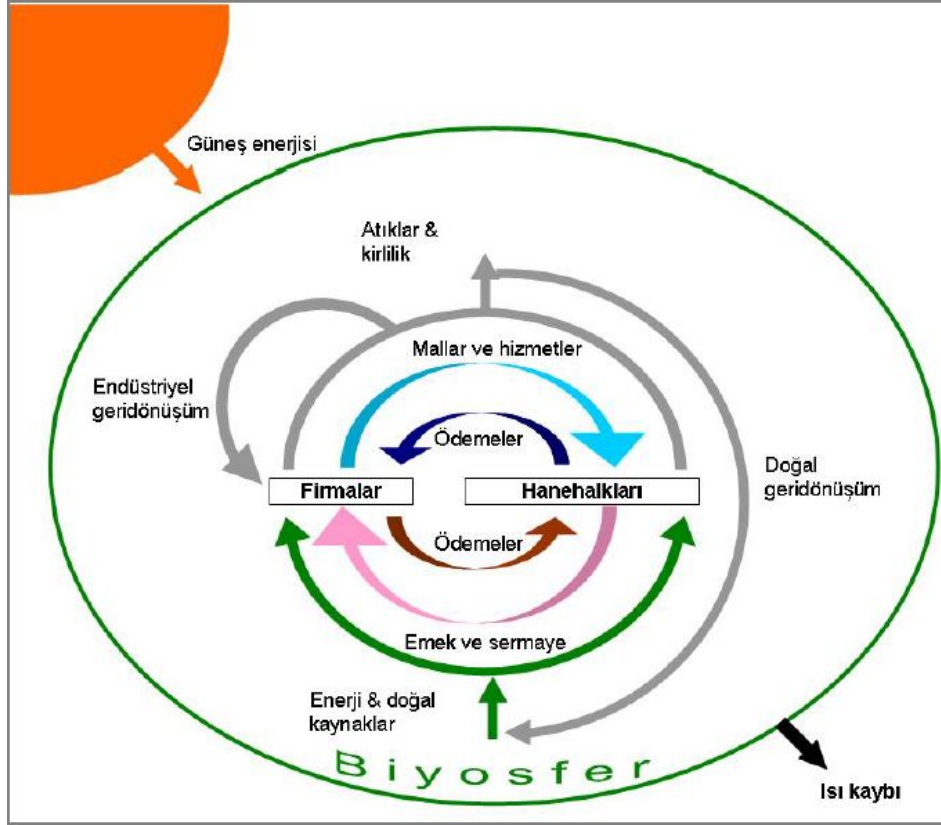 Güneş enerjisi
Atıklar &
kirlilik
Mallar ve hizmetler
Endüstriyel
geridönüşüm
Ödemeler
Doğal
geridönüşüm
Firmalar
Hanehalkları
Ödemeler
Emek ve sermaye
Enerji & doğal
kaynaklar
Biyosfer
Isı kaybı